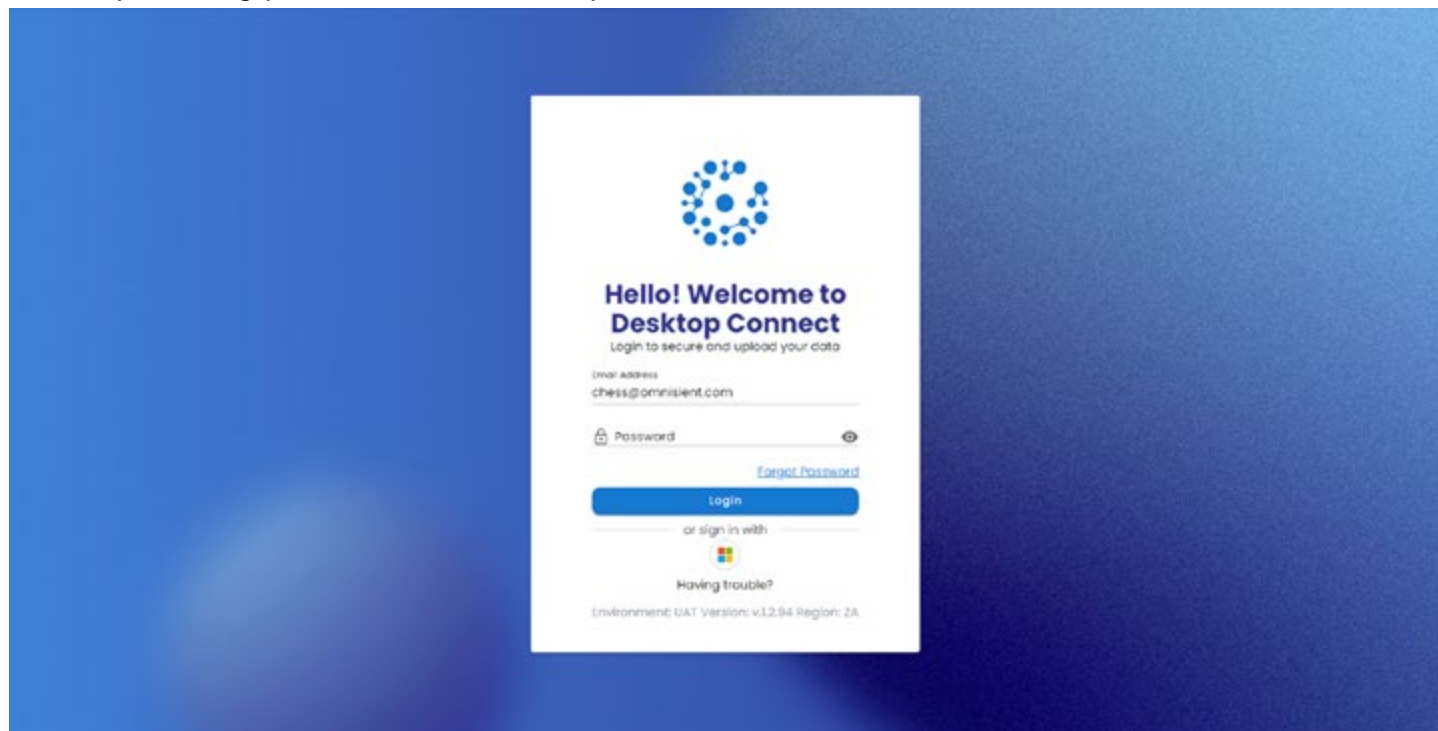 Hello! Welcome to
Desktop Connect
Login to secure and upload your data
Email Address
chess@omnisient.com
Password
Forgot Password
Login
or sign in with
Having trouble?
Environment: UAT Version: v.1.2.94 Region: ZA